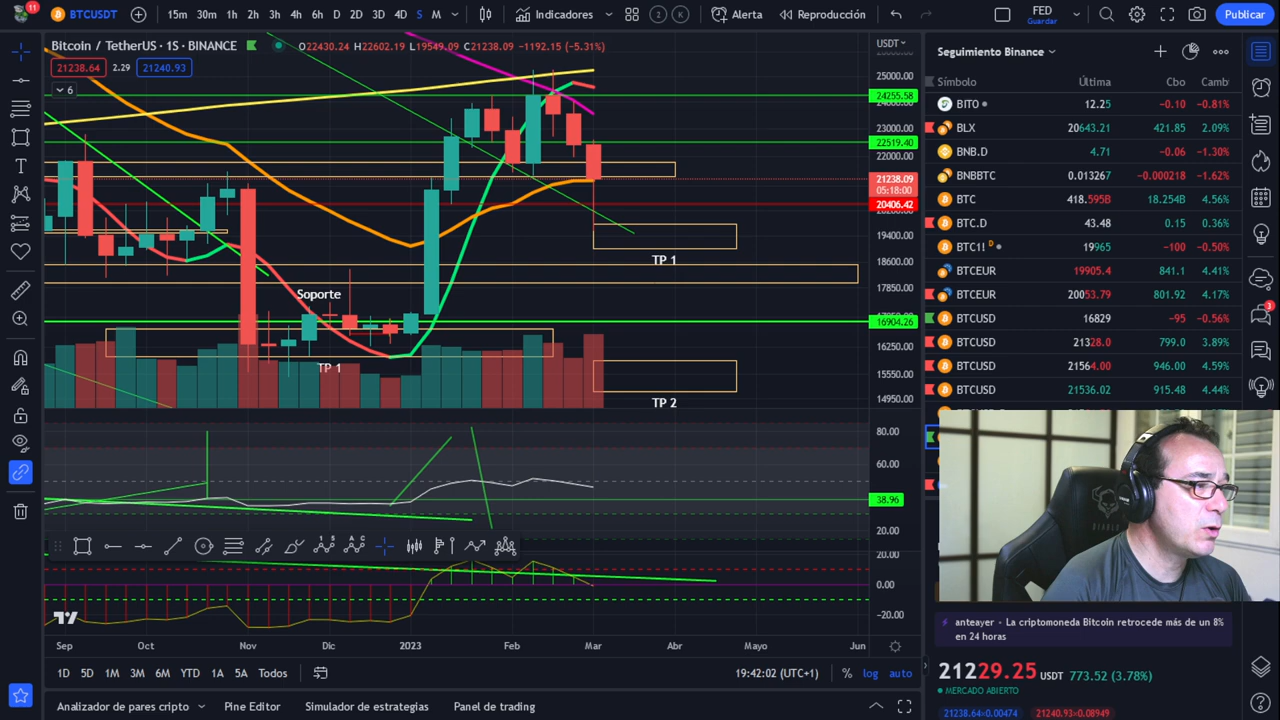 11
BTCUSDT
15m 30m 1h 2h 3h 4h 6h D 2D 3D 4D S M
Indicadores
2 K
Alerta
Reproducción
FED
Guardar
Publicar
Bitcoin / TetherUS · 1S · BINANCE
O22430.24 H22602.19 L19549.09 C21238.09 −1192.15 (−5.31%)
21238.64 2.29 21240.93
6
USDT
25000.00
24255.58
23000.00
22519.40
22000.00
21238.09
05:18:00
20406.42
19400.00
18600.00
17850.00
16904.26
16250.00
15550.00
14950.00
TP 1
Soporte
TP 1
TP 2
80.00
60.00
38.96
20.00
20.00
0.00
−20.00
Sep Oct Nov Dic 2023 Feb Mar Abr Mayo Jun
1D 5D 1M 3M 6M YTD 1A 5A Todos
19:42:02 (UTC+1)
% log auto
Analizador de pares cripto Pine Editor Simulador de estrategias Panel de trading
Seguimiento Binance
Símbolo Última Cbo Camb
BITO 12.25 −0.10 −0.81%
BLX 20643.21 421.85 2.09%
BNB.D 4.71 −0.06 −1.30%
BNBBTC 0.013267 −0.000218 −1.62%
BTC 418.595B 18.254B 4.56%
BTC.D 43.48 0.15 0.36%
BTC1! D 19965 −100 −0.50%
BTCEUR 19905.4 841.1 4.41%
BTCEUR 20053.79 801.92 4.17%
BTCUSD 16829 −95 −0.56%
BTCUSD 21328.0 799.0 3.89%
BTCUSD 21564.00 946.00 4.59%
BTCUSD 21536.02 915.48 4.44%
3
DIABLO
anteayer · La criptomoneda Bitcoin retrocede más de un 8%
en 24 horas
21229.25 USDT 773.52 (3.78%)
MERCADO ABIERTO
21238.64×0.00474 21240.93×0.08949